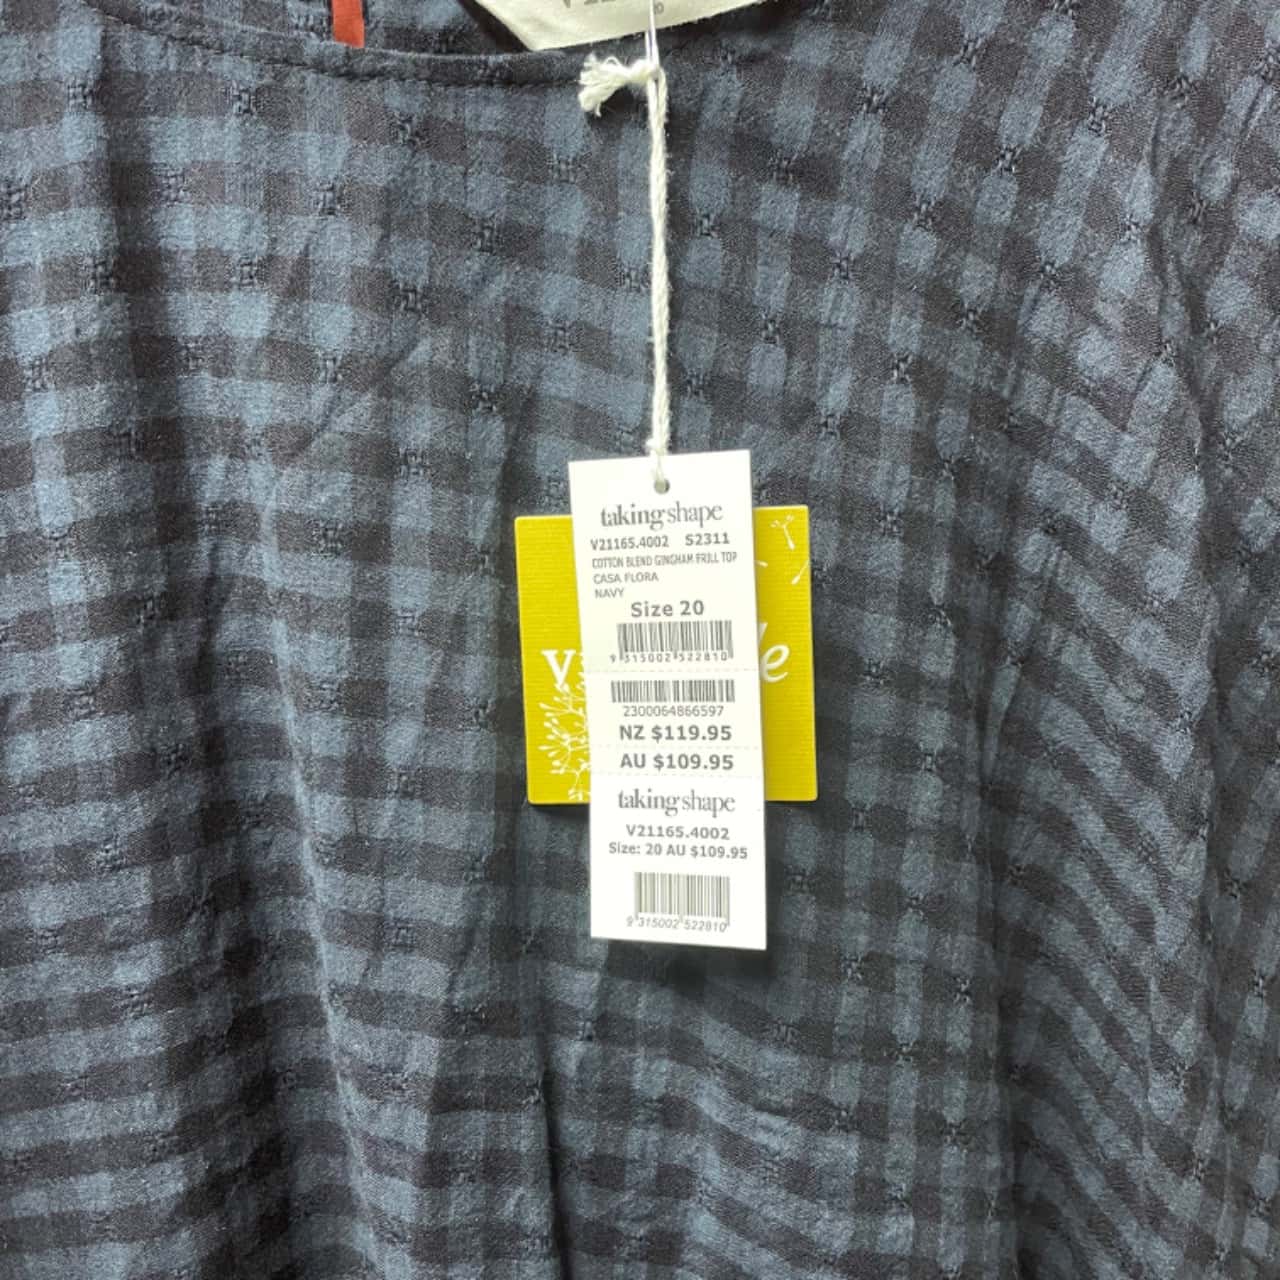 taking shape
V21165.4002 S2311
COTTON BLEND GINGHAM FRILL TOP
CASA FLORA
NAVY
Size 20
9 315002 522810
2300064866597
NZ $119.95
AU $109.95
taking shape
V21165.4002
Size: 20 AU $109.95
9 315002 522810